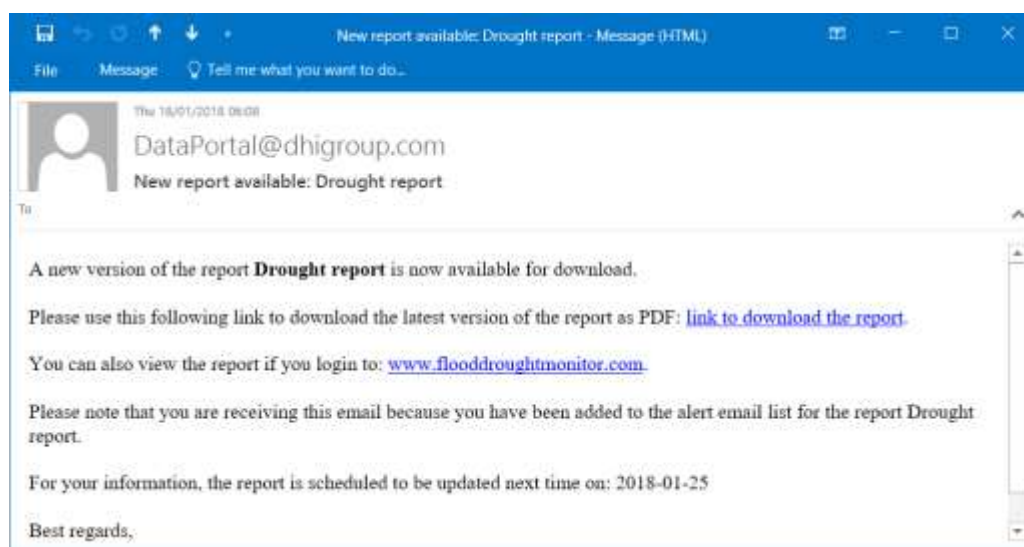 New report available: Drought report - Message (HTML)
File Message Tell me what you want to do...
Thu 18/01/2018 06:08
DataPortal@dhigroup.com
New report available: Drought report
To
A new version of the report Drought report is now available for download.
Please use this following link to download the latest version of the report as PDF: link to download the report.
You can also view the report if you login to: www.flooddroughtmonitor.com.
Please note that you are receiving this email because you have been added to the alert email list for the report Drought
report.
For your information, the report is scheduled to be updated next time on: 2018-01-25
Best regards,